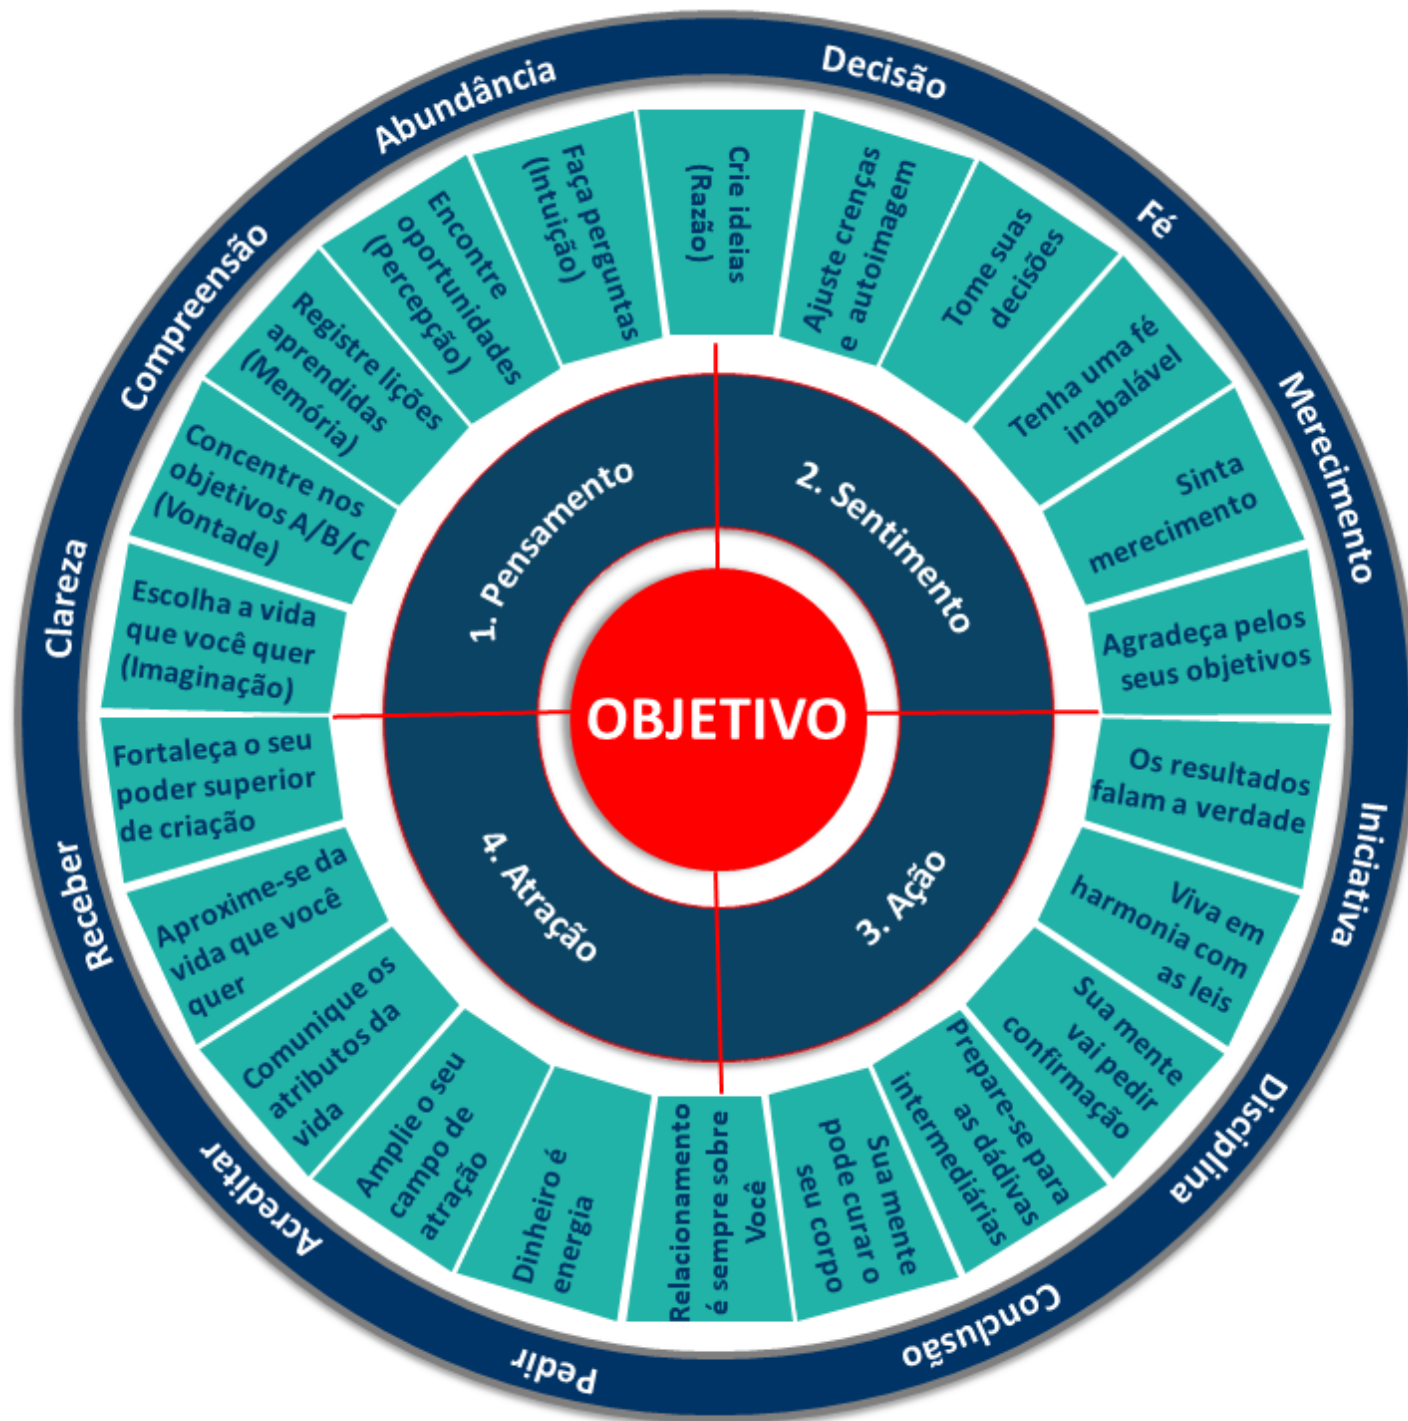 OBJETIVO
1. Pensamento
2. Sentimento
3. Ação
4. Atração
Clareza
Compreensão
Abundância
Decisão
Fé
Merecimento
Iniciativa
Disciplina
Conclusão
Pedir
Acreditar
Receber
Escolha a vida
que você quer
(Imaginação)
Concentre nos
objetivos A/B/C
(Vontade)
Registre lições
aprendidas
(Memória)
Encontre
oportunidades
(Percepção)
Faça perguntas
(Intuição)
Crie ideias
(Razão)
Ajuste crenças
e autoimagem
Tome suas
decisões
Tenha uma fé
inabalável
Sinta
merecimento
Agradeça pelos
seus objetivos
Os resultados
falam a verdade
Viva em
harmonia com
as leis
Sua mente
vai pedir
confirmação
Prepare-se para
as dádivas
intermediárias
Sua mente
pode curar o
seu corpo
Relacionamento
é sempre sobre
Você
Dinheiro é
energia
Amplie o seu
campo de
atração
Comunique os
atributos da
vida
Aproxime-se da
vida que você
quer
Fortaleça o seu
poder superior
de criação